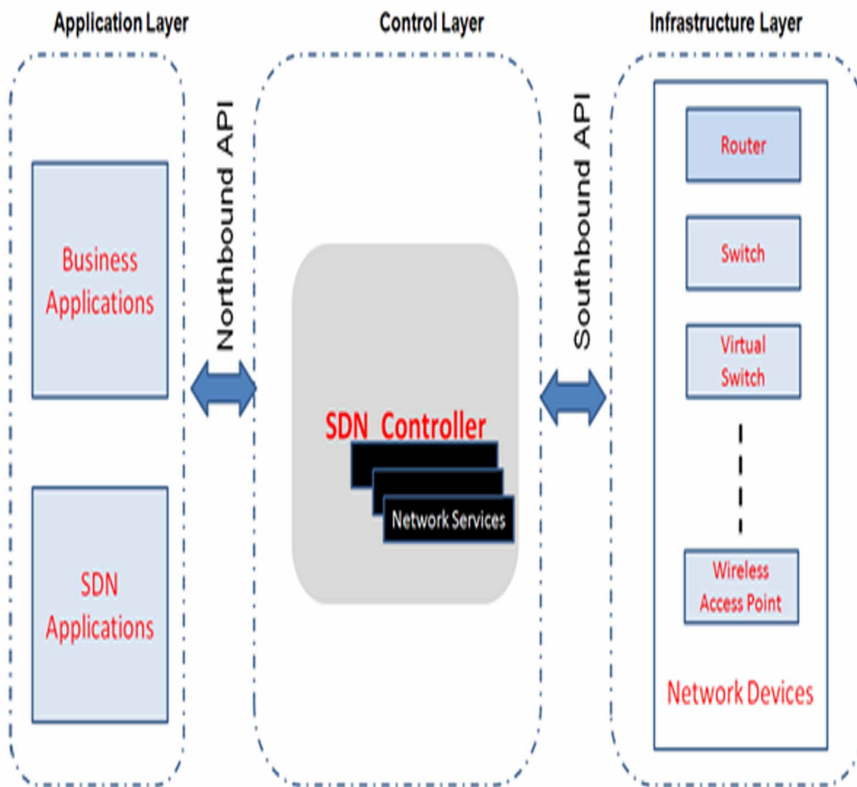 Application Layer
Control Layer
Infrastructure Layer
Business
Applications
SDN
Applications
Northbound API
SDN Controller
Network Services
Southbound API
Router
Switch
Virtual
Switch
Wireless
Access Point
Network Devices